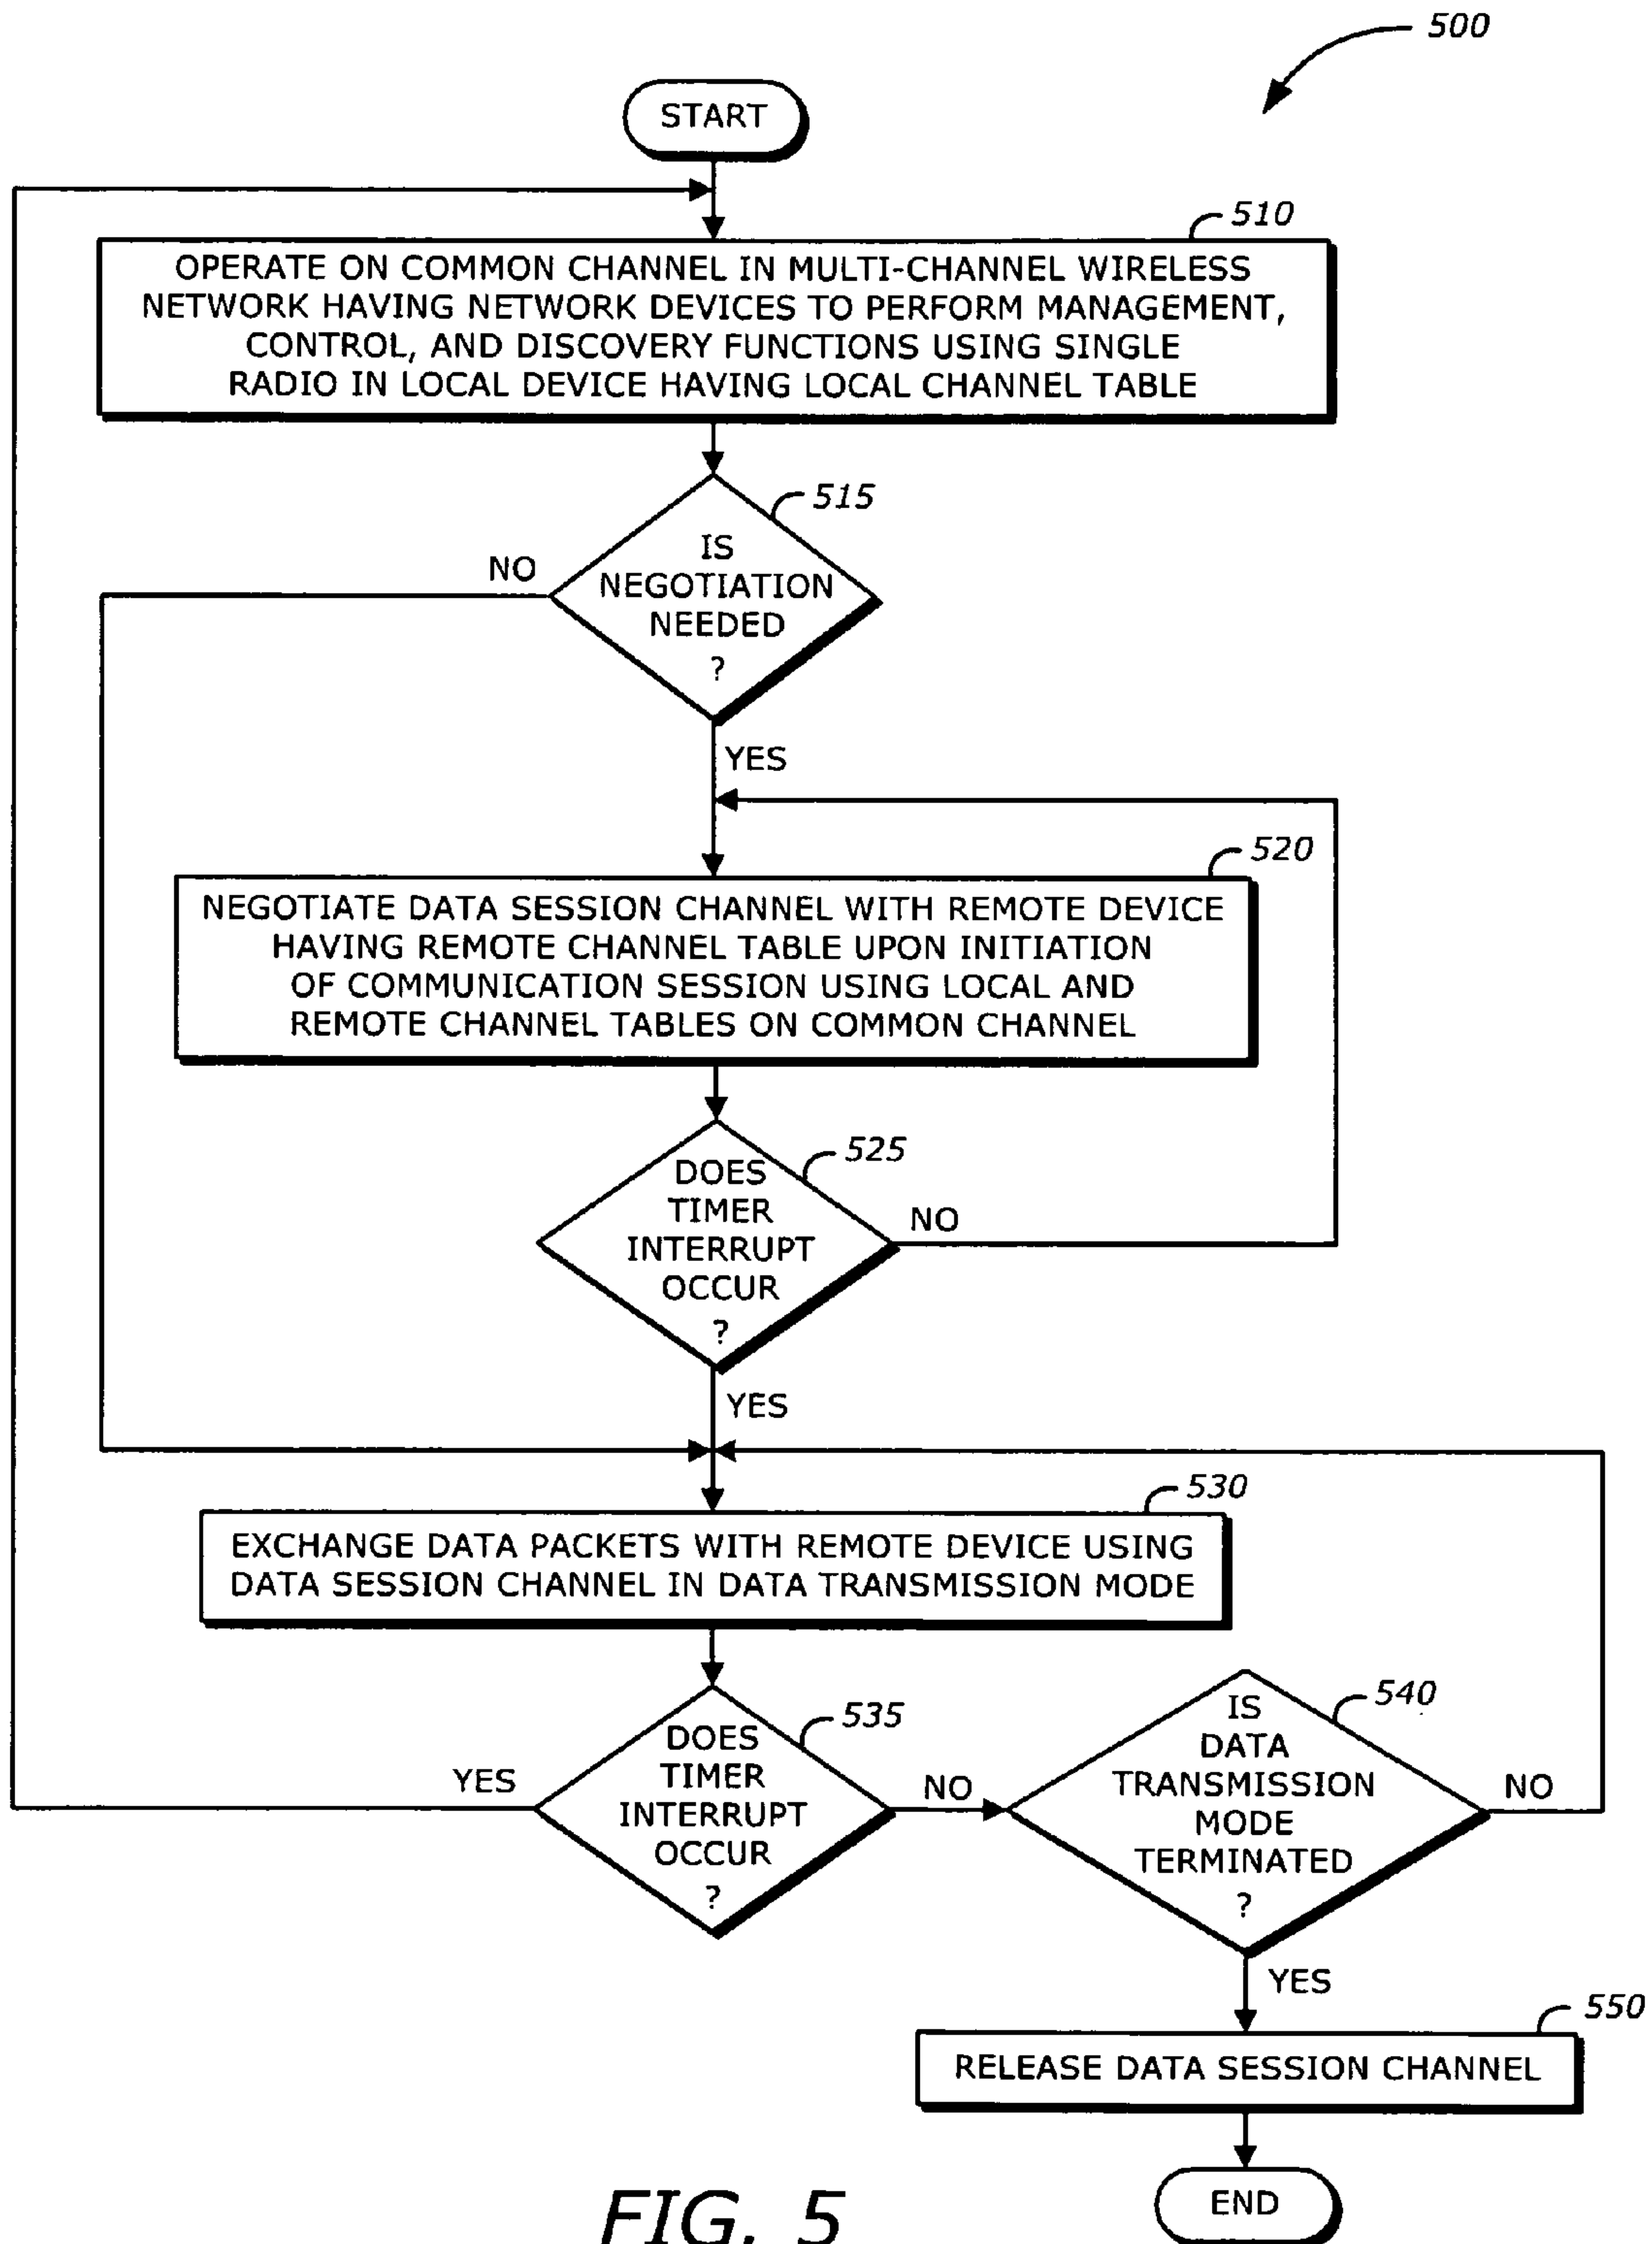 500
START
510
OPERATE ON COMMON CHANNEL IN MULTI-CHANNEL WIRELESS
NETWORK HAVING NETWORK DEVICES TO PERFORM MANAGEMENT,
CONTROL, AND DISCOVERY FUNCTIONS USING SINGLE
RADIO IN LOCAL DEVICE HAVING LOCAL CHANNEL TABLE
515
IS
NEGOTIATION
NEEDED
?
NO
YES
520
NEGOTIATE DATA SESSION CHANNEL WITH REMOTE DEVICE
HAVING REMOTE CHANNEL TABLE UPON INITIATION
OF COMMUNICATION SESSION USING LOCAL AND
REMOTE CHANNEL TABLES ON COMMON CHANNEL
525
DOES
TIMER
INTERRUPT
OCCUR
?
NO
YES
530
EXCHANGE DATA PACKETS WITH REMOTE DEVICE USING
DATA SESSION CHANNEL IN DATA TRANSMISSION MODE
535
DOES
TIMER
INTERRUPT
OCCUR
?
YES
NO
540
IS
DATA
TRANSMISSION
MODE
TERMINATED
?
NO
YES
550
RELEASE DATA SESSION CHANNEL
END
FIG. 5